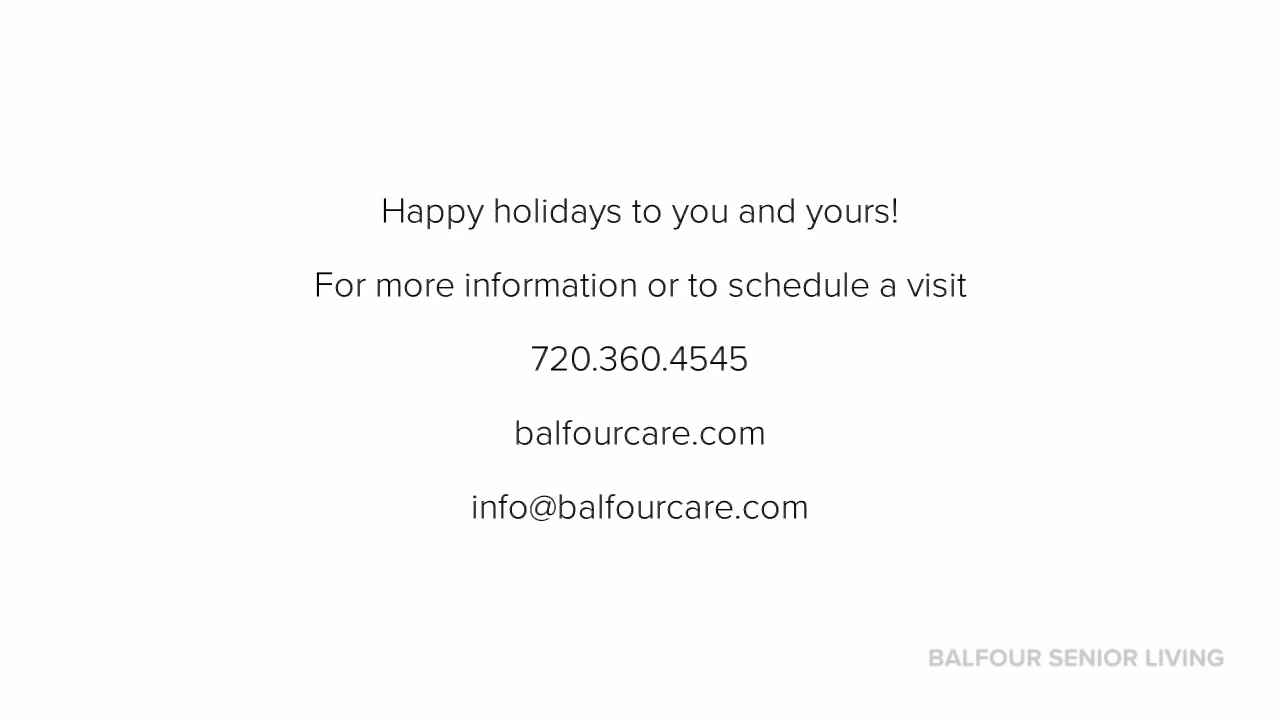 Happy holidays to you and yours!
For more information or to schedule a visit
720.360.4545
balfourcare.com
info@balfourcare.com
BALFOUR SENIOR LIVING